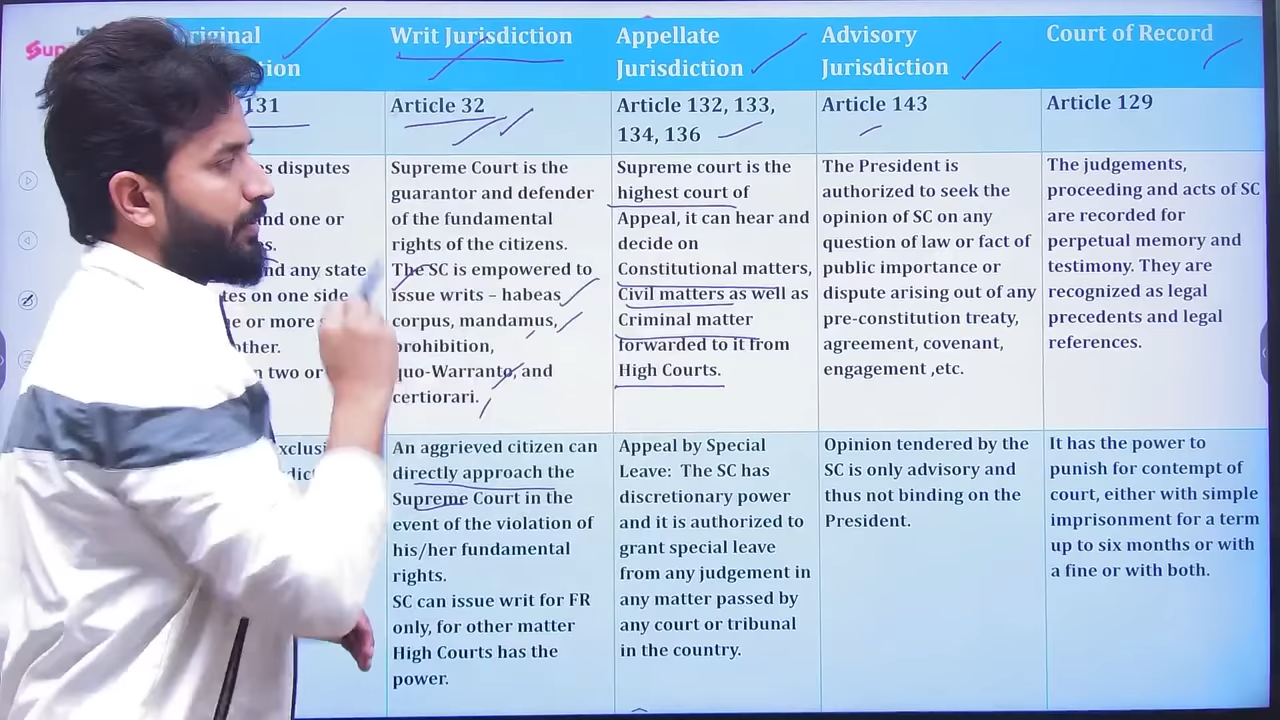 Original Writ Jurisdiction Appellate Advisory Court of Record
Jurisdiction Jurisdiction
131 Article 32 Article 132, 133, Article 143 Article 129
134, 136
disputes
and one or
and any state
on one side
or more
other.
two or
Supreme Court is the
guarantor and defender
of the fundamental
rights of the citizens.
The SC is empowered to
issue writs – habeas
corpus, mandamus,
prohibition,
quo-Warranto, and
certiorari.
Supreme court is the
highest court of
Appeal, it can hear and
decide on
Constitutional matters,
Civil matters as well as
Criminal matter
forwarded to it from
High Courts.
The President is
authorized to seek the
opinion of SC on any
question of law or fact of
public importance or
dispute arising out of any
pre-constitution treaty,
agreement, covenant,
engagement ,etc.
The judgements,
proceeding and acts of SC
are recorded for
perpetual memory and
testimony. They are
recognized as legal
precedents and legal
references.
An aggrieved citizen can
directly approach the
Supreme Court in the
event of the violation of
his/her fundamental
rights.
SC can issue writ for FR
only, for other matter
High Courts has the
power.
Appeal by Special
Leave: The SC has
discretionary power
and it is authorized to
grant special leave
from any judgement in
any matter passed by
any court or tribunal
in the country.
Opinion tendered by the
SC is only advisory and
thus not binding on the
President.
It has the power to
punish for contempt of
court, either with simple
imprisonment for a term
up to six months or with
a fine or with both.